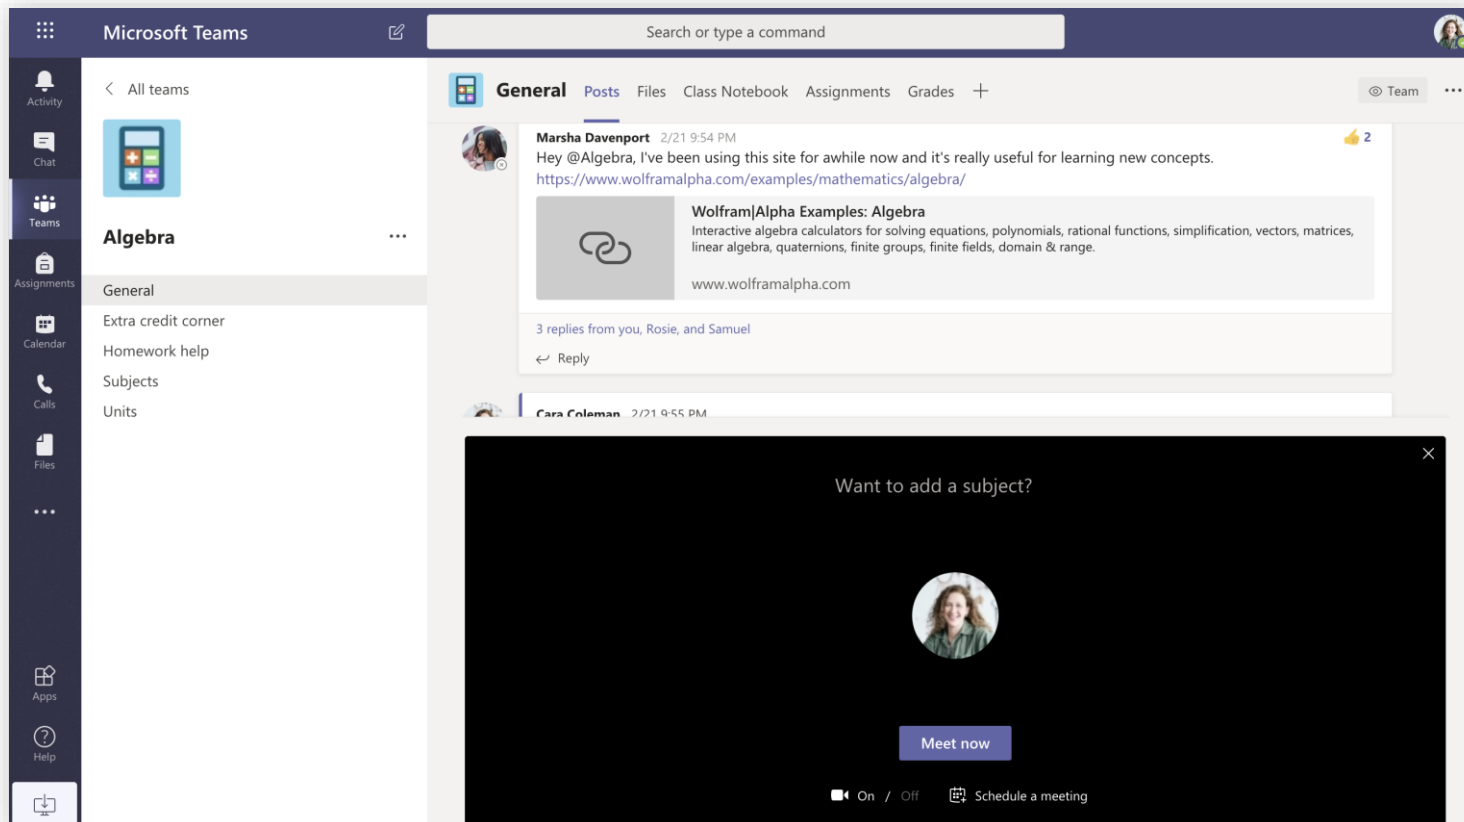 Microsoft Teams
Search or type a command
Activity
Chat
Teams
Assignments
Calendar
Calls
Files
Apps
Help
All teams
Algebra
General
Extra credit corner
Homework help
Subjects
Units
General Posts Files Class Notebook Assignments Grades
Team
Marsha Davenport 2/21 9:54 PM
2
Hey @Algebra, I've been using this site for awhile now and it's really useful for learning new concepts.
https://www.wolframalpha.com/examples/mathematics/algebra/
Wolfram|Alpha Examples: Algebra
Interactive algebra calculators for solving equations, polynomials, rational functions, simplification, vectors, matrices,
linear algebra, quaternions, finite groups, finite fields, domain & range.
www.wolframalpha.com
3 replies from you, Rosie, and Samuel
Reply
Cara Coleman 2/21 9:55 PM
Want to add a subject?
Meet now
On / Off Schedule a meeting